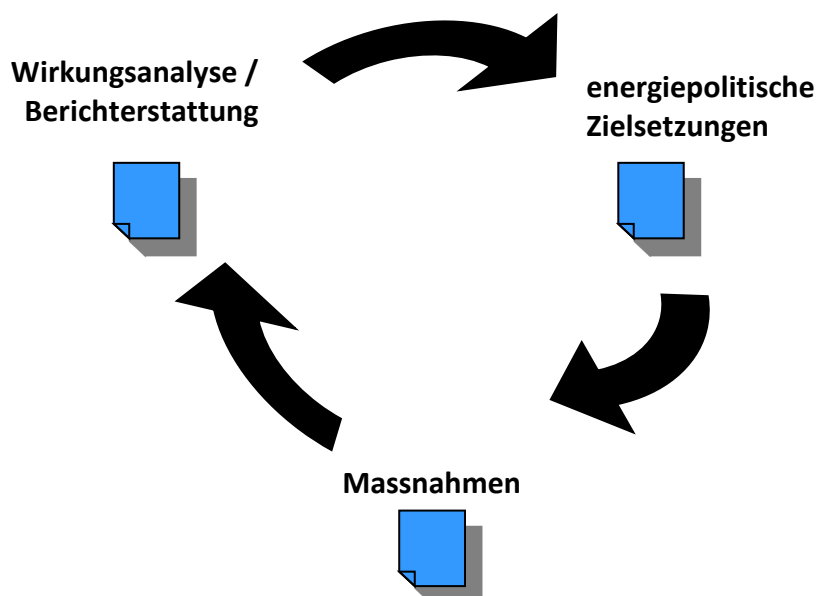 Wirkungsanalyse /
Berichterstattung
energiepolitische
Zielsetzungen
Massnahmen